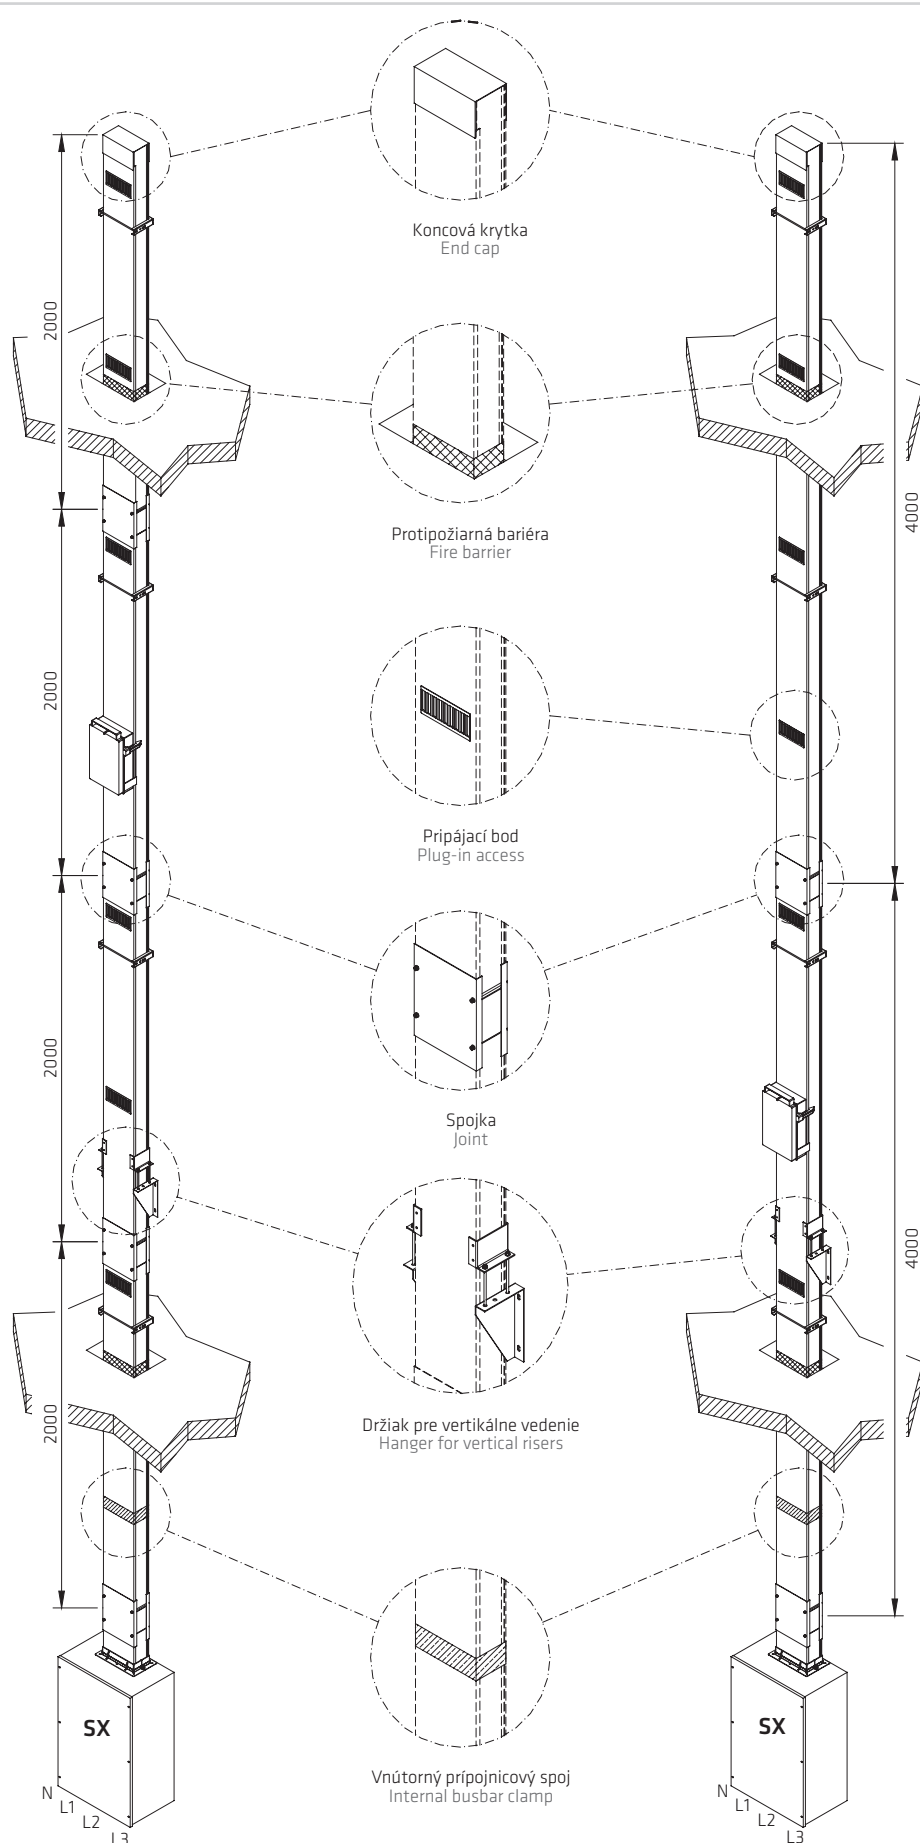 Koncová krytka
End cap
2000
Protipožiarná bariéra
Fire barrier
4000
2000
Pripájací bod
Plug-in access
2000
Spojka
Joint
4000
2000
Držiak pre vertikálne vedenie
Hanger for vertical risers
SX
SX
Vnútorný prípojnicový spoj
Internal busbar clamp
N
L1
L2
L3
N
L1
L2
L3